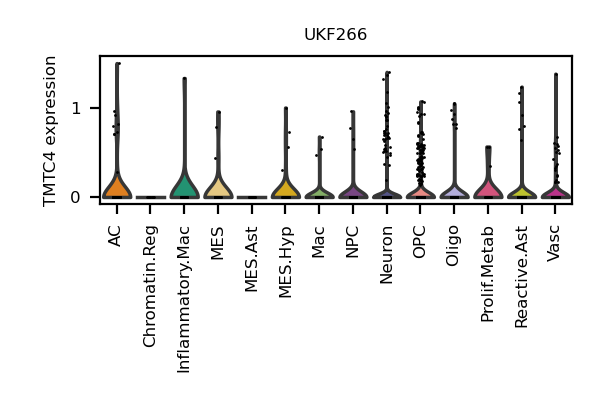 UKF266
TMTC4 expression
1
0
AC
Chromatin.Reg
Inflammatory.Mac
MES
MES.Ast
MES.Hyp
Mac
NPC
Neuron
OPC
Oligo
Prolif.Metab
Reactive.Ast
Vasc